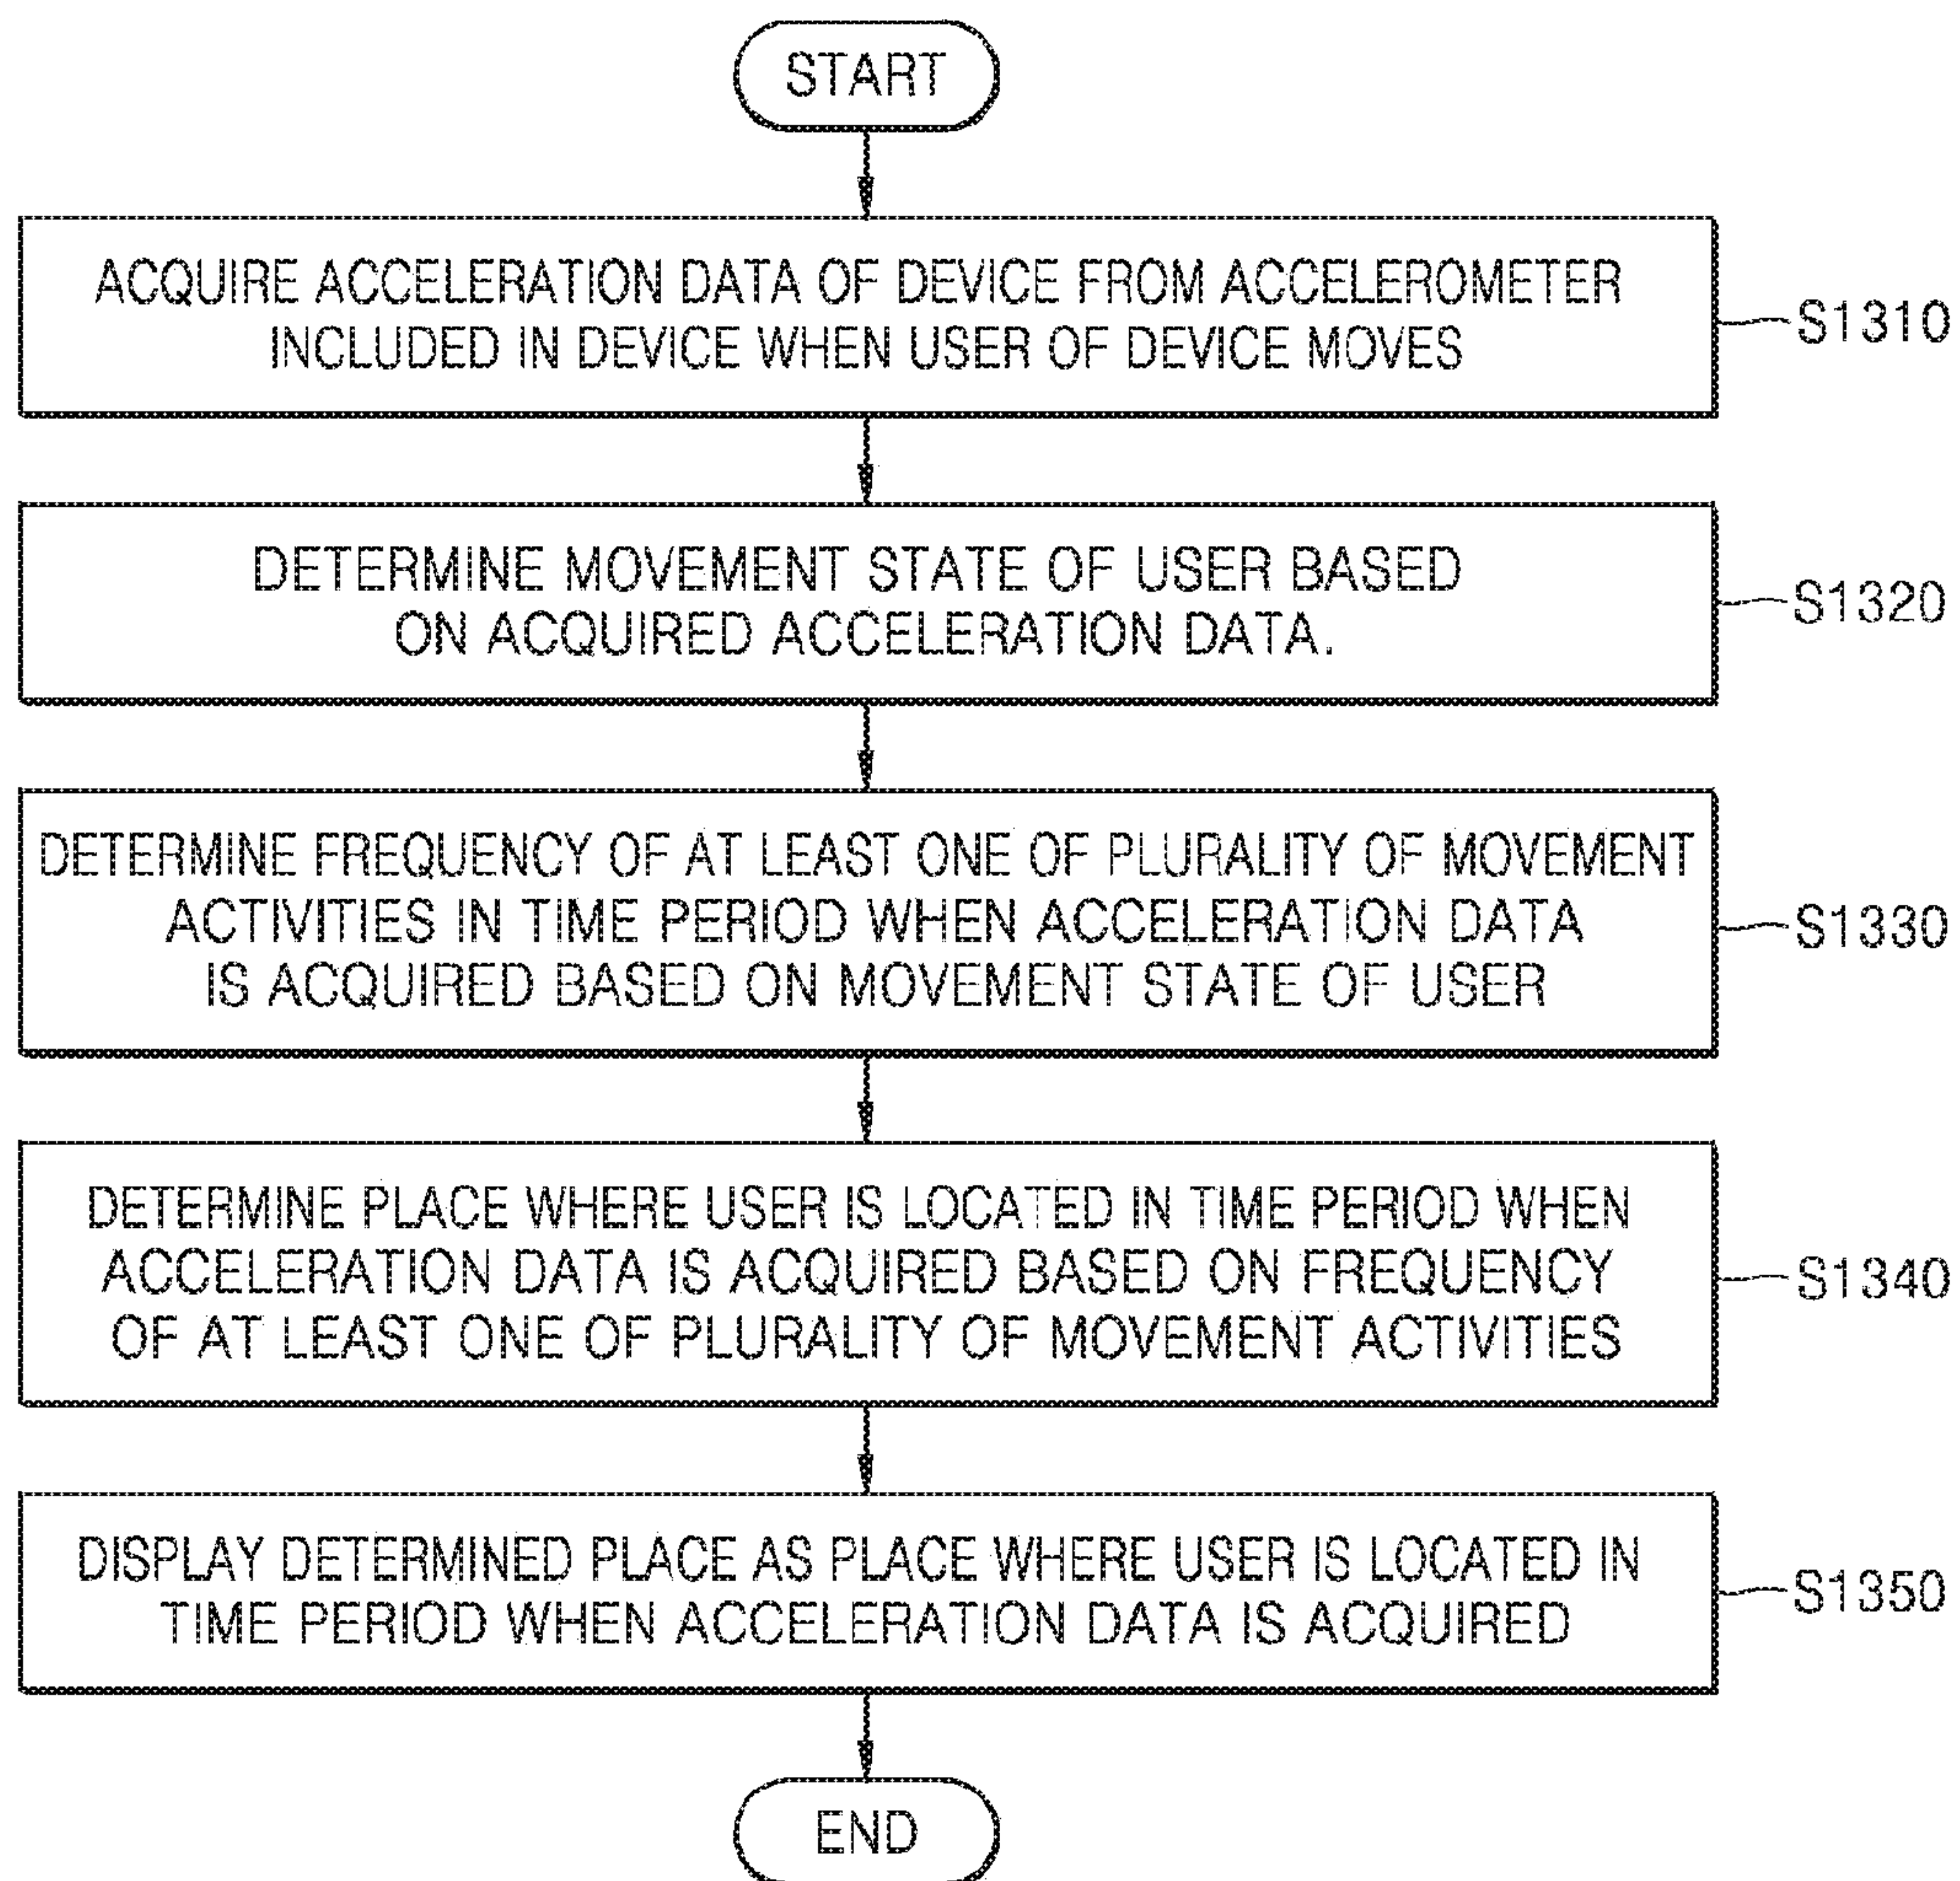 START
ACQUIRE ACCELERATION DATA OF DEVICE FROM ACCELEROMETER
INCLUDED IN DEVICE WHEN USER OF DEVICE MOVES
S1310
DETERMINE MOVEMENT STATE OF USER BASED
ON ACQUIRED ACCELERATION DATA.
S1320
DETERMINE FREQUENCY OF AT LEAST ONE OF PLURALITY OF MOVEMENT
ACTIVITIES IN TIME PERIOD WHEN ACCELERATION DATA
IS ACQUIRED BASED ON MOVEMENT STATE OF USER
S1330
DETERMINE PLACE WHERE USER IS LOCATED IN TIME PERIOD WHEN
ACCELERATION DATA IS ACQUIRED BASED ON FREQUENCY
OF AT LEAST ONE OF PLURALITY OF MOVEMENT ACTIVITIES
S1340
DISPLAY DETERMINED PLACE AS PLACE WHERE USER IS LOCATED IN
TIME PERIOD WHEN ACCELERATION DATA IS ACQUIRED
S1350
END